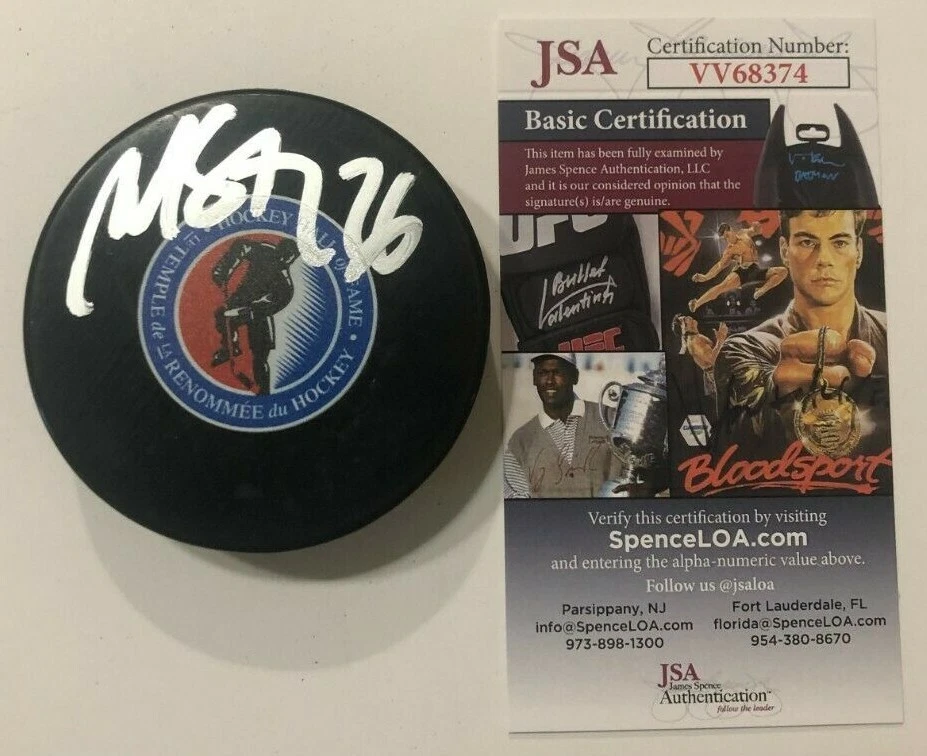 26
HOCKEY HALL OF FAME •
TEMPLE de LA RENOMMÉE du HOCKEY
JSA
Certification Number:
VV68374
Basic Certification
This item has been fully examined by
James Spence Authentication, LLC
and it is our considered opinion that the
signature(s) is/are genuine.
UFC
Bullet
Valentina
UFC
Bloodsport
Verify this certification by visiting
SpenceLOA.com
and entering the alpha-numeric value above.
Follow us @jsaloa
Parsippany, NJ
info@SpenceLOA.com
973-898-1300
Fort Lauderdale, FL
florida@SpenceLOA.com
954-380-8670
JSA
James Spence
Authentication
follow the leader